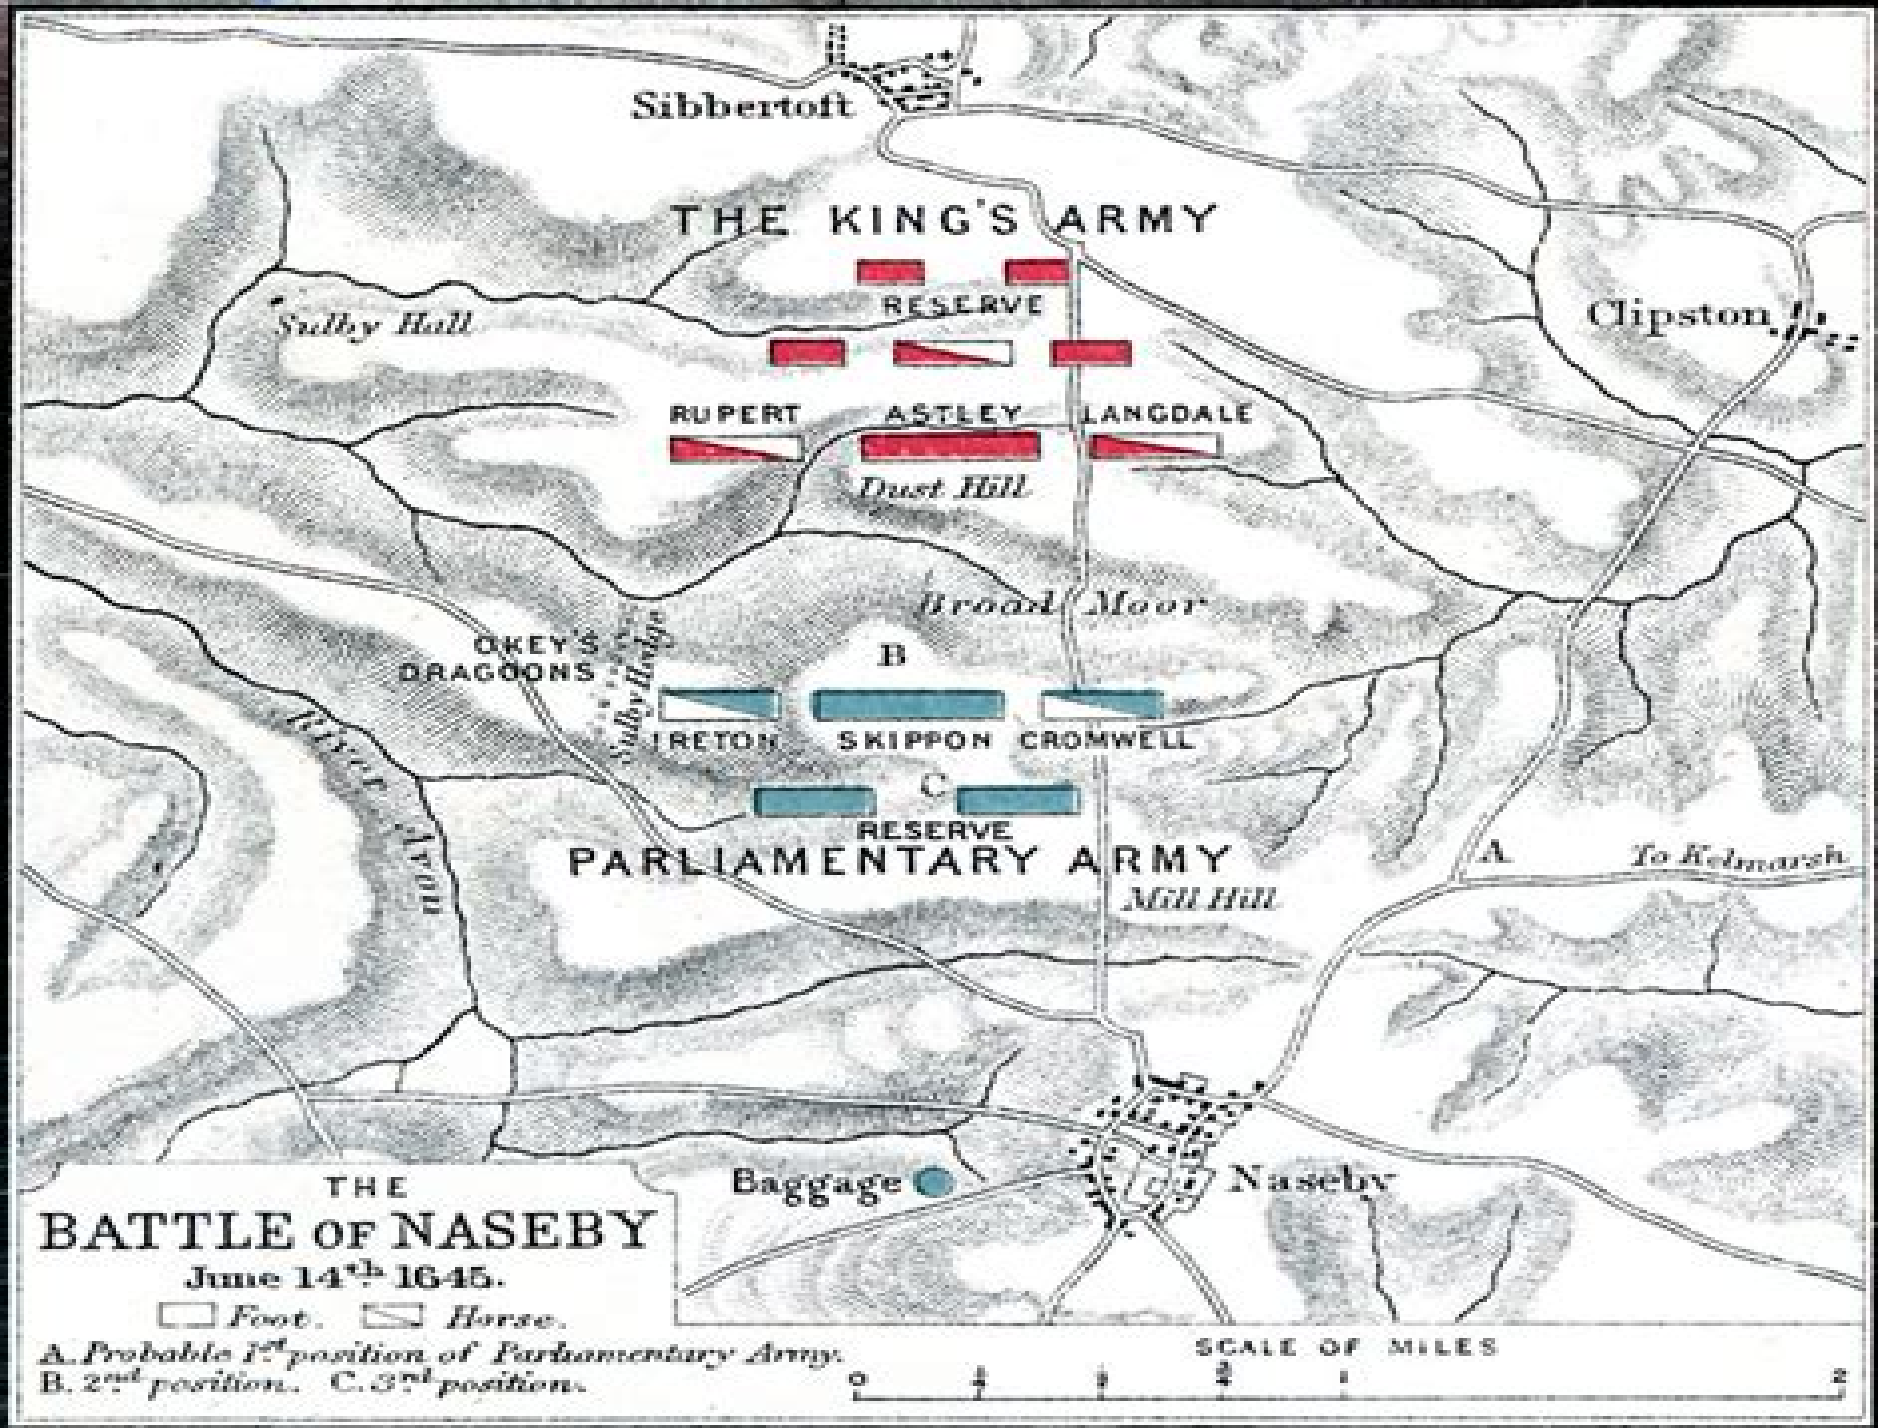 Sibbertoft
THE KING'S ARMY
RESERVE
Clipston
Sulby Hall
RUPERT ASTLEY LANGDALE
Dust Hill
Broad Moor
OKEY'S
DRAGOONS
Sulby Hedge
B
IRETON SKIPPON CROMWELL
C
RESERVE
PARLIAMENTARY ARMY
River Avon
A
To Kelmarsh
Mill Hill
Baggage
Naseby
THE
BATTLE OF NASEBY
June 14th 1645.
Foot. Horse.
A. Probable 1st position of Parliamentary Army.
B. 2nd position. C. 3rd position.
SCALE OF MILES
0 1 2